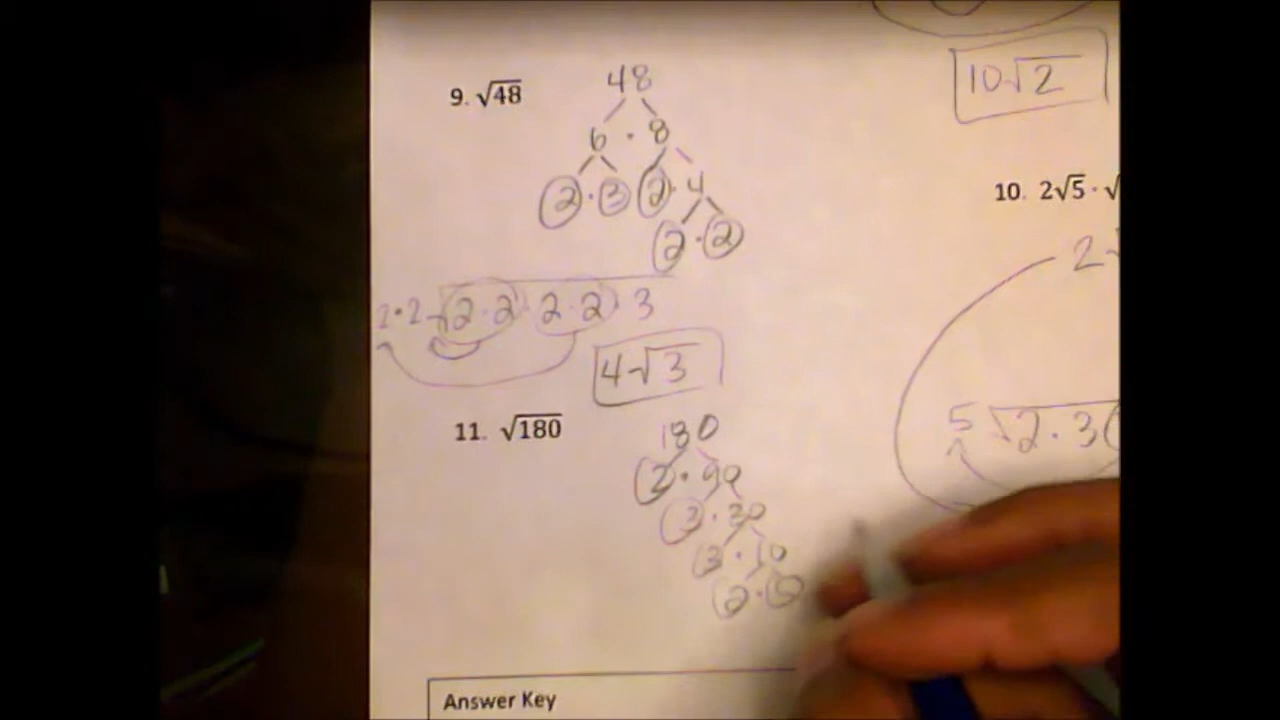 9. √48
48
6 · 8
2 · 3 2 · 4
2 · 2
2·2 √2·2·2·2·3
4√3
11. √180
180
2 · 90
3 · 30
3 · 10
2 ·
Answer Key
10√2
10. 2√5 · √
2√
5 √2·3